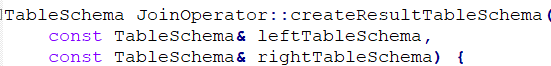 TableSchema JoinOperator::createResultTableSchema(
const TableSchema& leftTableSchema,
const TableSchema& rightTableSchema) {